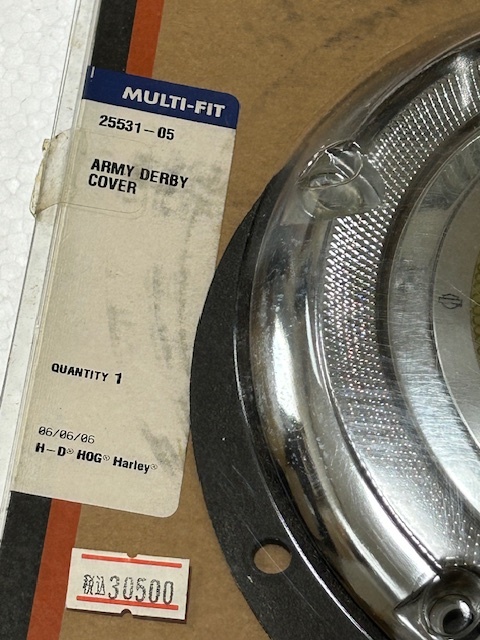 MULTI-FIT
25531-05
ARMY DERBY
COVER
QUANTITY 1
06/06/06
H-D® HOG® Harley®
税込30500